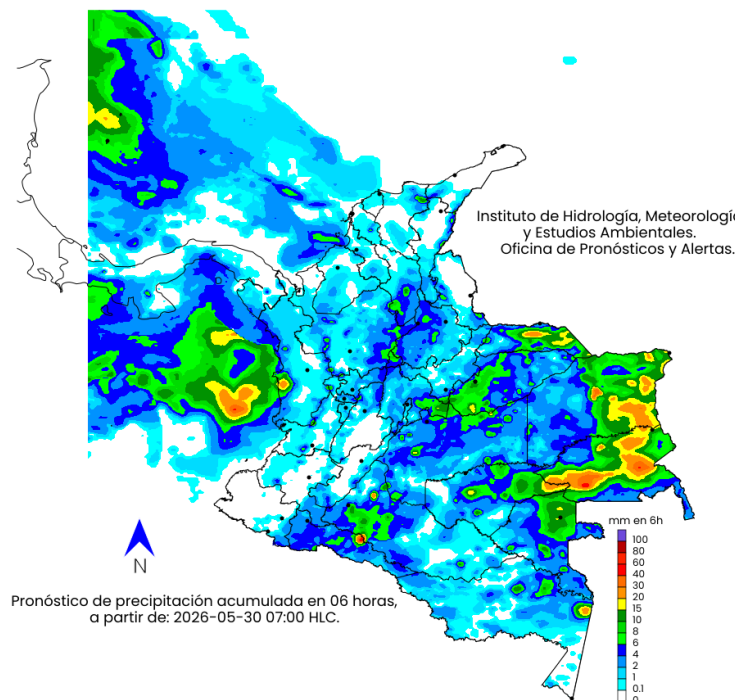 Instituto de Hidrología, Meteorología
y Estudios Ambientales.
Oficina de Pronósticos y Alertas.
N
Pronóstico de precipitación acumulada en 06 horas,
a partir de: 2026-05-30 07:00 HLC.
mm en 6h
100
80
60
40
30
20
15
10
8
6
4
2
1
0.1
0